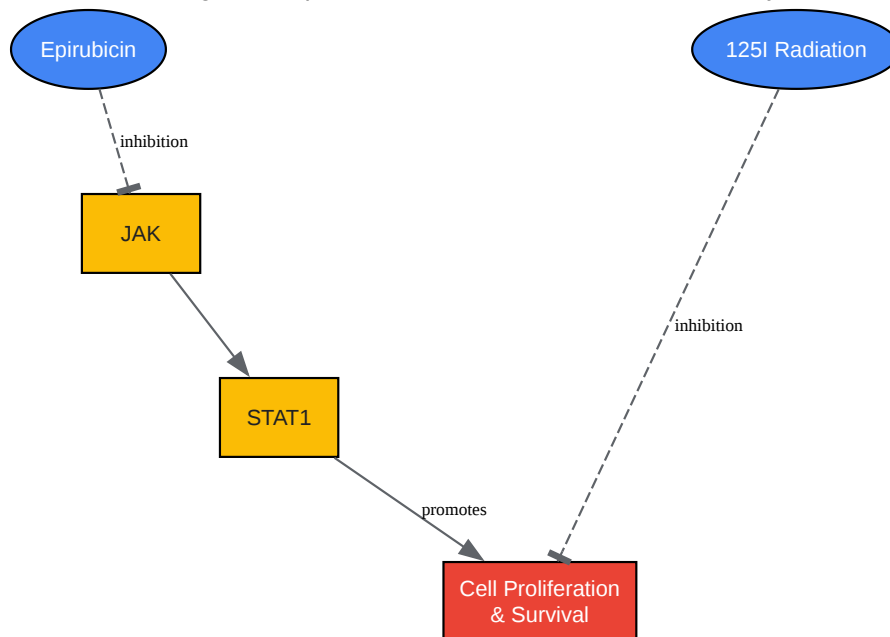 Epirubicin
125I Radiation
inhibition
JAK
inhibition
STAT1
promotes
Cell Proliferation
& Survival